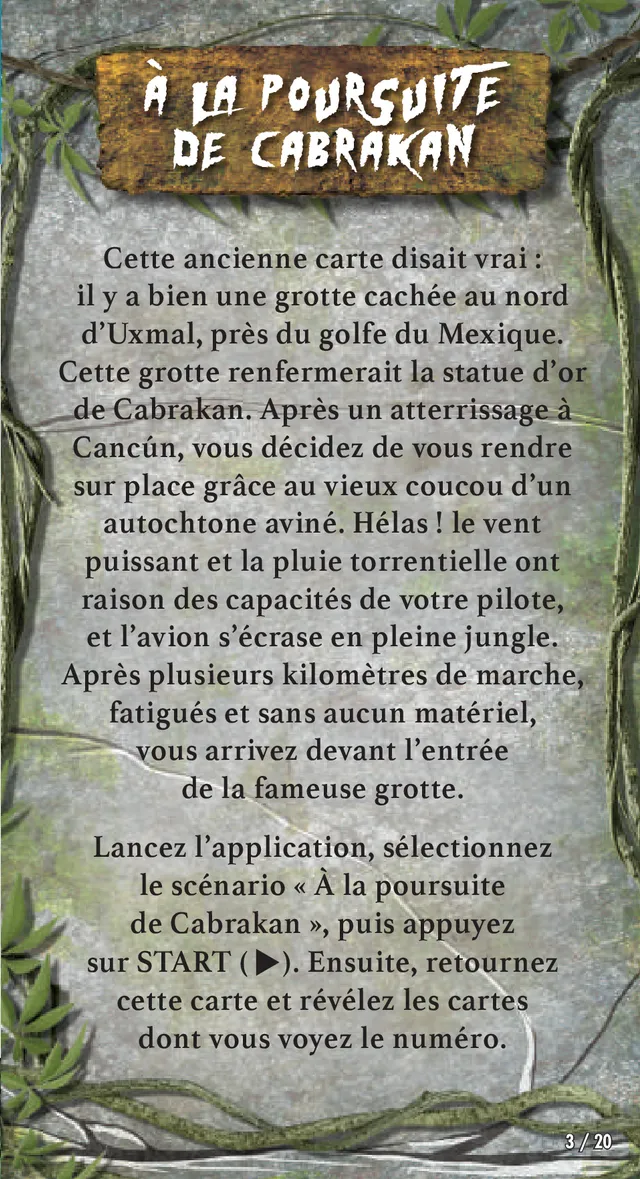 À LA POURSUITE
DE CABRAKAN
Cette ancienne carte disait vrai :
il y a bien une grotte cachée au nord
d’Uxmal, près du golfe du Mexique.
Cette grotte renfermerait la statue d’or
de Cabrakan. Après un atterrissage à
Cancún, vous décidez de vous rendre
sur place grâce au vieux coucou d’un
autochtone aviné. Hélas ! le vent
puissant et la pluie torrentielle ont
raison des capacités de votre pilote,
et l’avion s’écrase en pleine jungle.
Après plusieurs kilomètres de marche,
fatigués et sans aucun matériel,
vous arrivez devant l’entrée
de la fameuse grotte.
Lancez l’application, sélectionnez
le scénario « À la poursuite
de Cabrakan », puis appuyez
sur START (▶). Ensuite, retournez
cette carte et révélez les cartes
dont vous voyez le numéro.
3 / 20